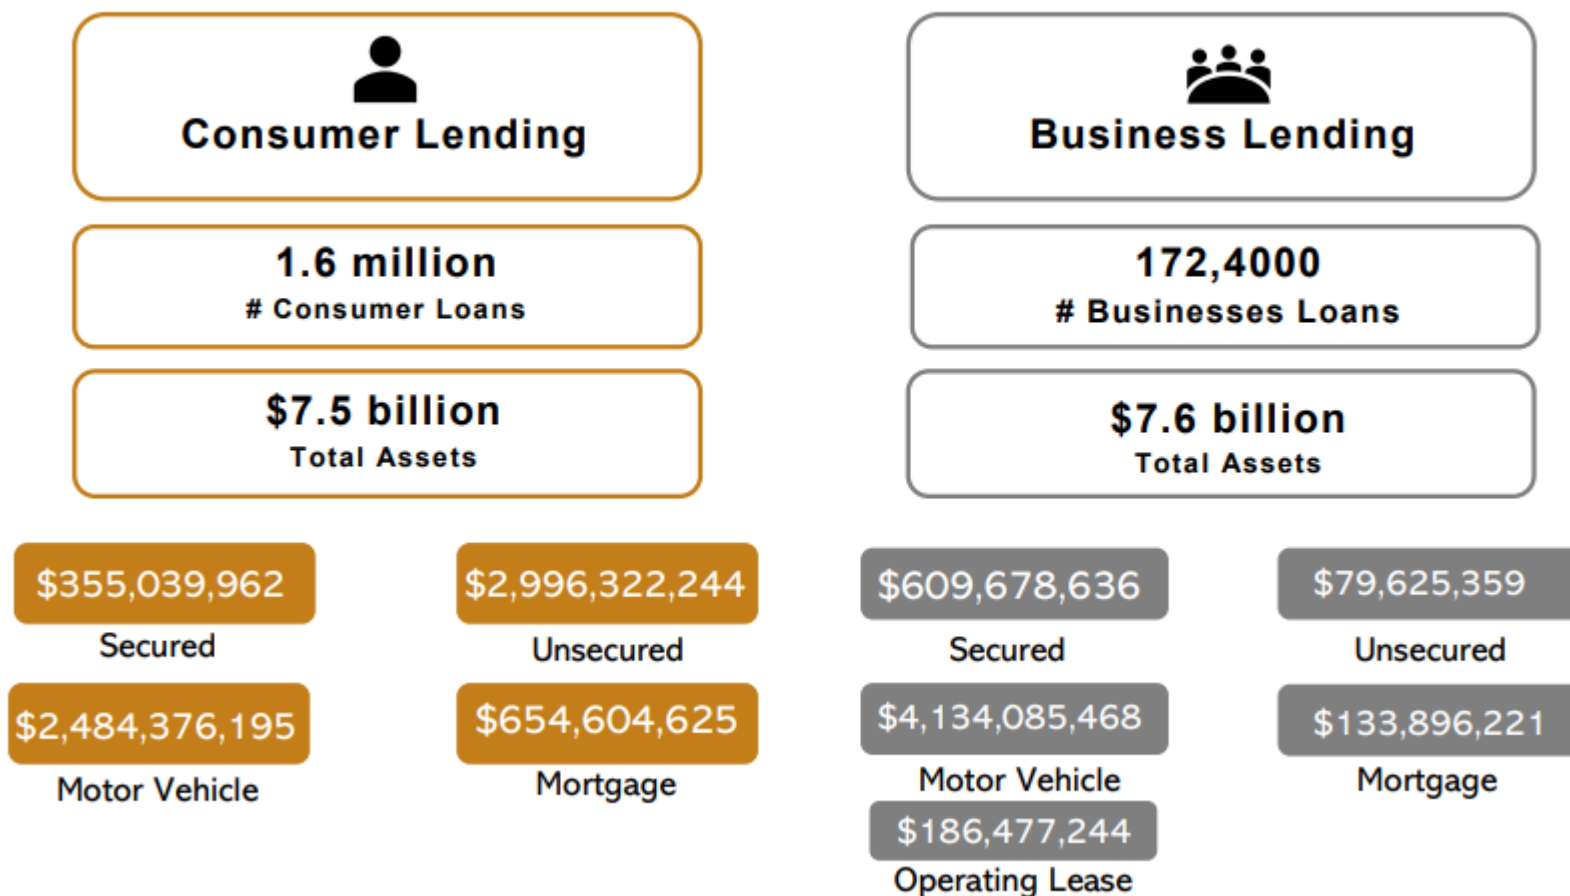 Consumer Lending
1.6 million
# Consumer Loans
$7.5 billion
Total Assets
$355,039,962
Secured
$2,996,322,244
Unsecured
$2,484,376,195
Motor Vehicle
$654,604,625
Mortgage
Business Lending
172,4000
# Businesses Loans
$7.6 billion
Total Assets
$609,678,636
Secured
$79,625,359
Unsecured
$4,134,085,468
Motor Vehicle
$133,896,221
Mortgage
$186,477,244
Operating Lease